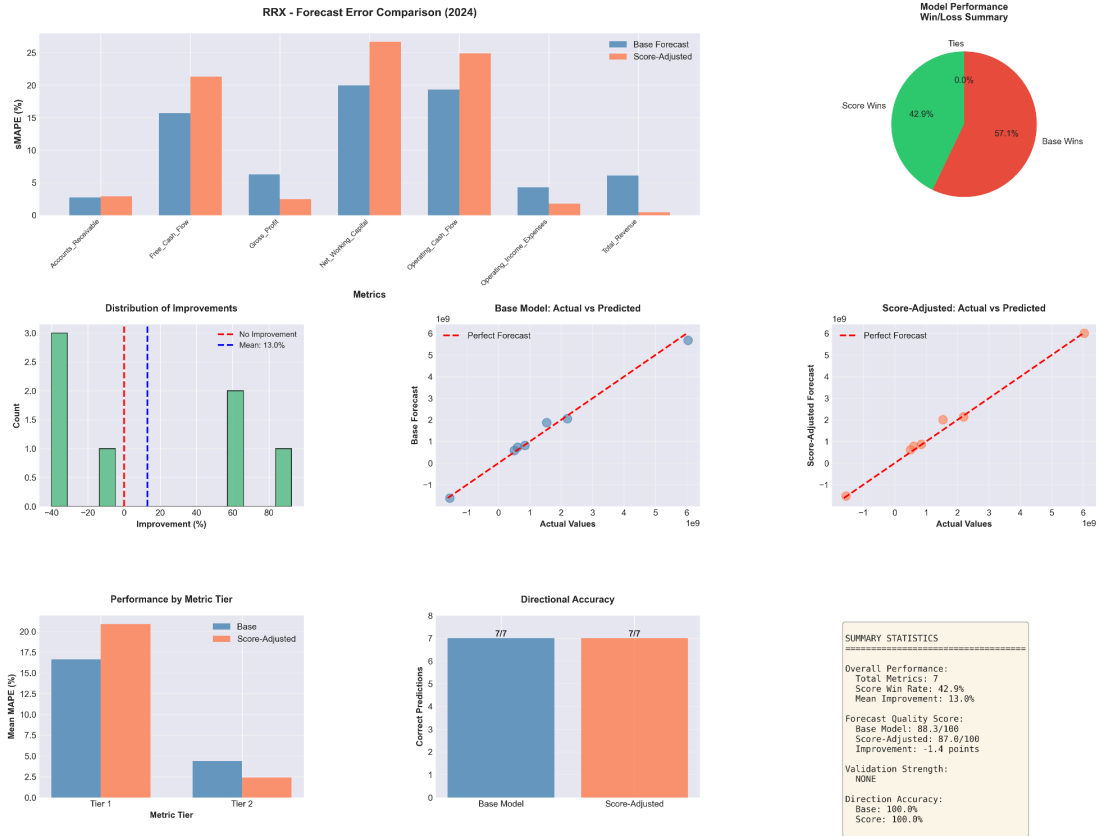 RRX - Forecast Error Comparison (2024)
sMAPE (%)
25
20
15
10
5
0
Base Forecast
Score-Adjusted
Accounts_Receivable
Free_Cash_Flow
Gross_Profit
Net_Working_Capital
Operating_Cash_Flow
Operating_Income_Expenses
Total_Revenue
Metrics
Model Performance
Win/Loss Summary
Ties
0.0%
Score Wins
42.9%
57.1%
Base Wins
Distribution of Improvements
Count
3.0
2.5
2.0
1.5
1.0
0.5
0.0
No Improvement
Mean: 13.0%
−40 −20 0 20 40 60 80
Improvement (%)
Base Model: Actual vs Predicted
1e9
Base Forecast
6
5
4
3
2
1
0
−1
Perfect Forecast
−1 0 1 2 3 4 5 6
1e9
Actual Values
Score-Adjusted: Actual vs Predicted
1e9
Score-Adjusted Forecast
6
5
4
3
2
1
0
−1
Perfect Forecast
−1 0 1 2 3 4 5 6
1e9
Actual Values
Performance by Metric Tier
Mean MAPE (%)
20.0
17.5
15.0
12.5
10.0
7.5
5.0
2.5
0.0
Base
Score-Adjusted
Tier 1 Tier 2
Metric Tier
Directional Accuracy
Correct Predictions
8
7
6
5
4
3
2
1
0
7/7 7/7
Base Model Score-Adjusted
SUMMARY STATISTICS
===================================
Overall Performance:
Total Metrics: 7
Score Win Rate: 42.9%
Mean Improvement: 13.0%
Forecast Quality Score:
Base Model: 88.3/100
Score-Adjusted: 87.0/100
Improvement: -1.4 points
Validation Strength:
NONE
Direction Accuracy:
Base: 100.0%
Score: 100.0%